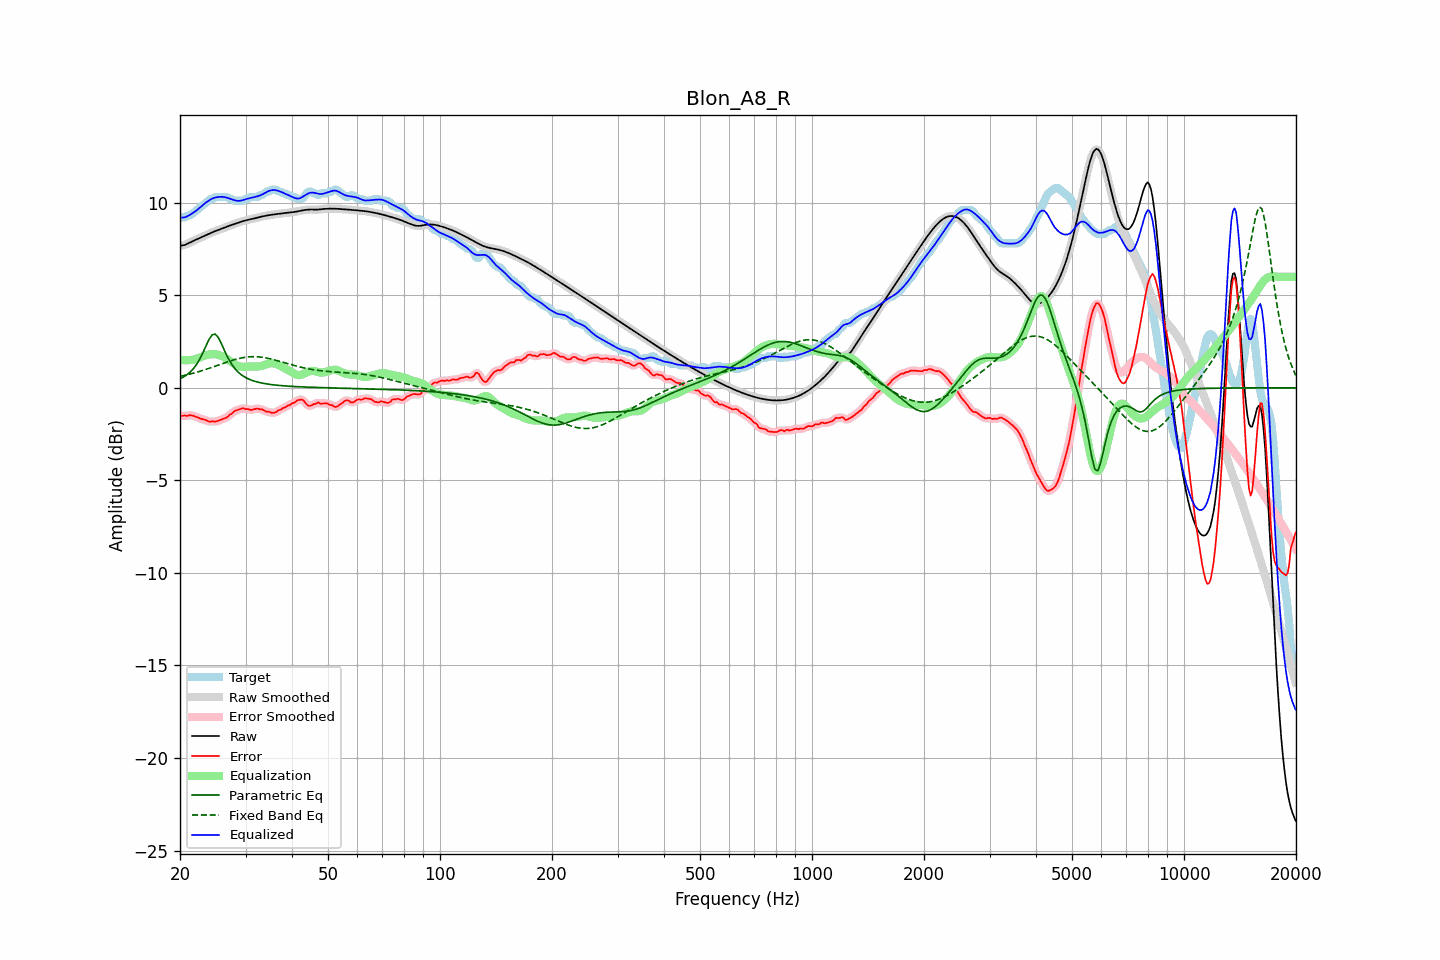 Blon_A8_R
Amplitude (dBr)
10
5
0
−5
−10
−15
−20
−25
Target
Raw Smoothed
Error Smoothed
Raw
Error
Equalization
Parametric Eq
Fixed Band Eq
Equalized
20 50 100 200 500 1000 2000 5000 10000 20000
Frequency (Hz)